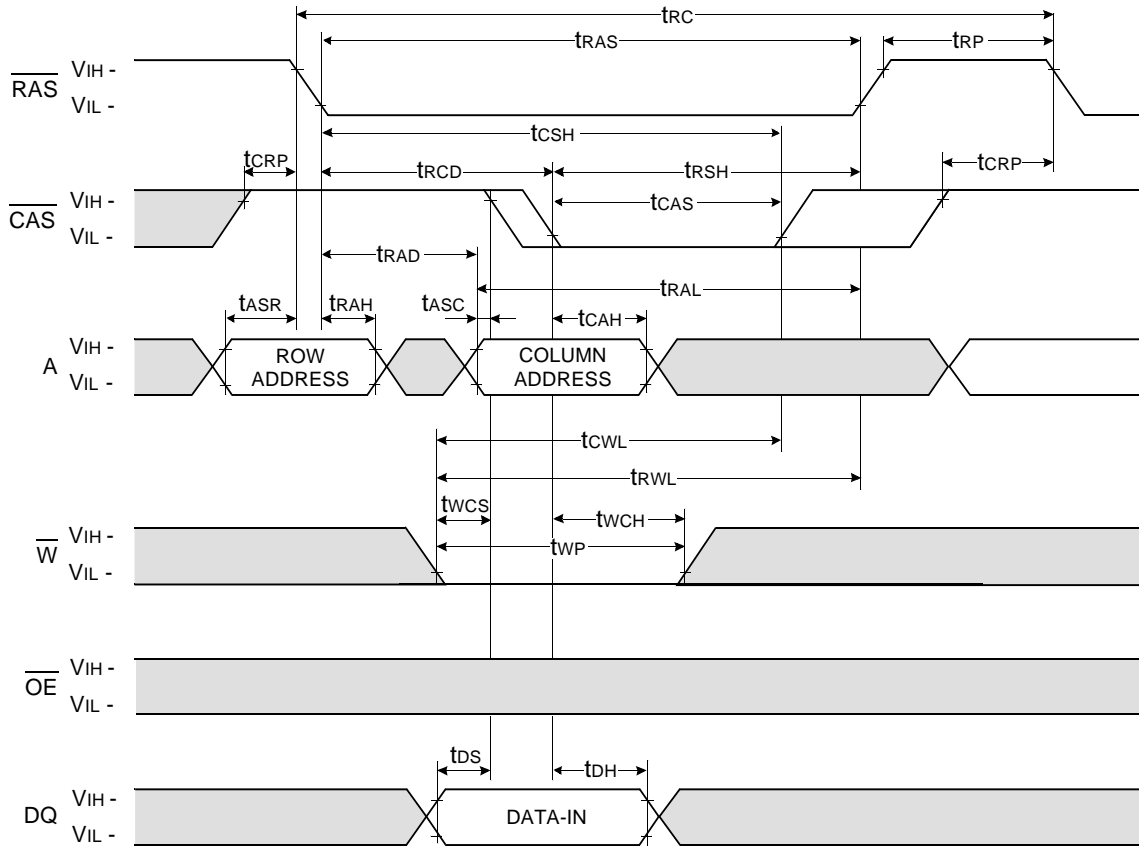 tRC
tRAS
tRP
RAS
VIH -
VIL -
tCSH
tCRP
tRCD
tRSH
tCRP
CAS
VIH -
VIL -
tCAS
tRAD
tRAL
tASR
tRAH
tASC
tCAH
A
VIH -
VIL -
ROW
ADDRESS
COLUMN
ADDRESS
tCWL
tRWL
tWCS
tWCH
W
VIH -
VIL -
tWP
OE
VIH -
VIL -
tDS
tDH
DQ
VIH -
VIL -
DATA-IN